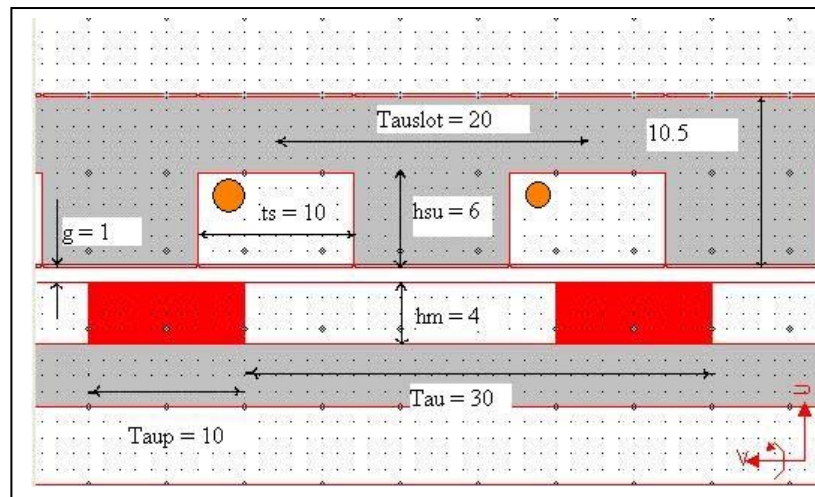 Tauslot = 20
10.5
.ts = 10
hsu = 6
g = 1
hm = 4
Tau = 30
Taup = 10
U
V